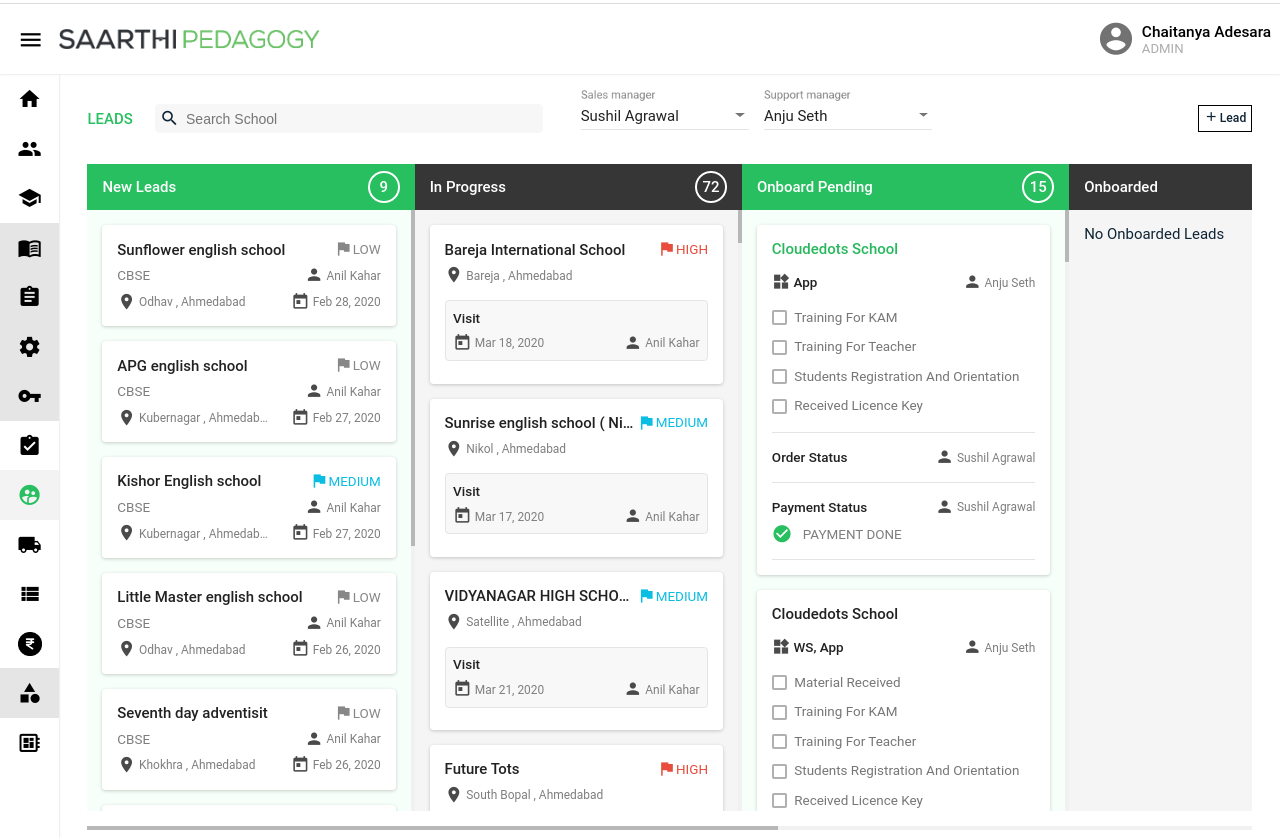 SAARTHI PEDAGOGY
Chaitanya Adesara
ADMIN
LEADS
Search School
Sales manager
Sushil Agrawal
Support manager
Anju Seth
+ Lead
New Leads 9
Sunflower english school LOW
CBSE Anil Kahar
Odhav , Ahmedabad Feb 28, 2020
APG english school LOW
CBSE Anil Kahar
Kubernagar , Ahmedab... Feb 27, 2020
Kishor English school MEDIUM
CBSE Anil Kahar
Kubernagar , Ahmedab... Feb 27, 2020
Little Master english school LOW
CBSE Anil Kahar
Odhav , Ahmedabad Feb 26, 2020
Seventh day adventisit LOW
CBSE Anil Kahar
Khokhra , Ahmedabad Feb 26, 2020
In Progress 72
Bareja International School HIGH
Bareja , Ahmedabad
Visit
Mar 18, 2020 Anil Kahar
Sunrise english school ( Ni... MEDIUM
Nikol , Ahmedabad
Visit
Mar 17, 2020 Anil Kahar
VIDYANAGAR HIGH SCHO... MEDIUM
Satellite , Ahmedabad
Visit
Mar 21, 2020 Anil Kahar
Future Tots HIGH
South Bopal , Ahmedabad
Onboard Pending 15
Cloudedots School
App Anju Seth
Training For KAM
Training For Teacher
Students Registration And Orientation
Received Licence Key
Order Status Sushil Agrawal
Payment Status Sushil Agrawal
PAYMENT DONE
Cloudedots School
WS, App Anju Seth
Material Received
Training For KAM
Training For Teacher
Students Registration And Orientation
Received Licence Key
Onboarded
No Onboarded Leads